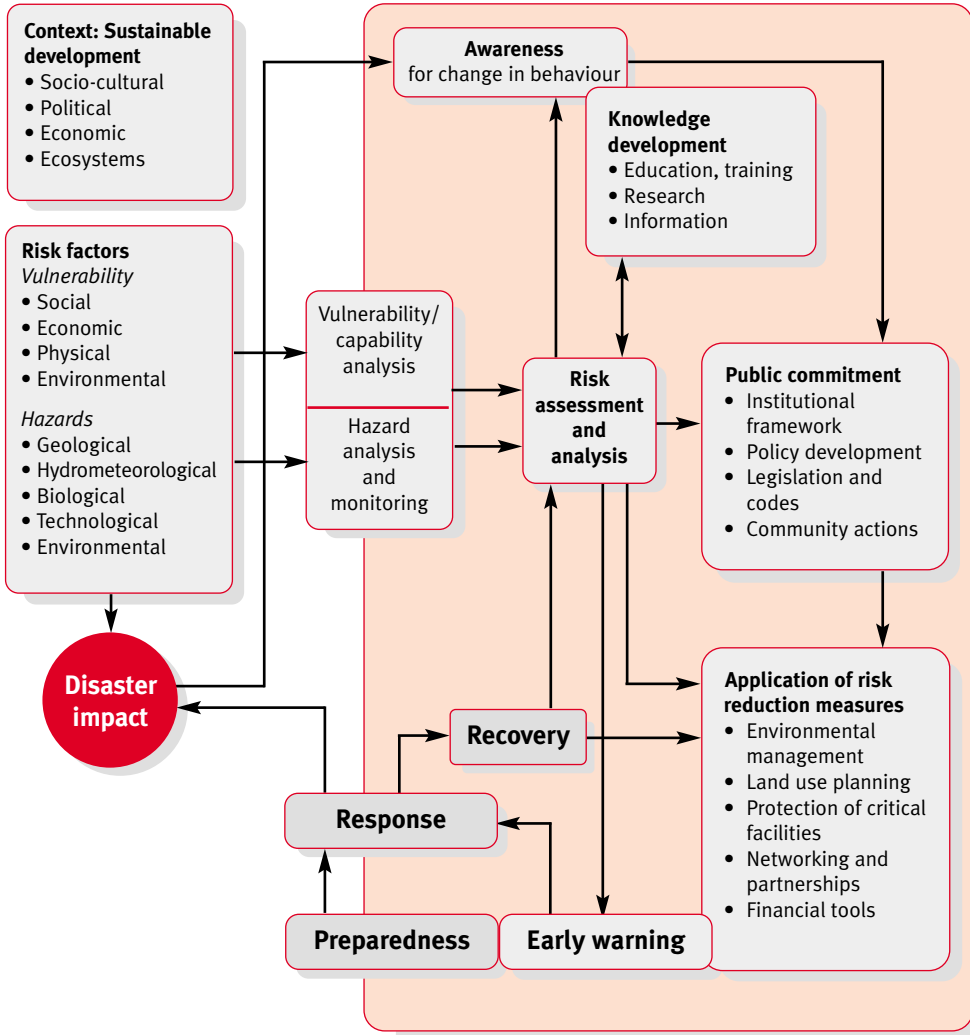 Context: Sustainable
development
• Socio-cultural
• Political
• Economic
• Ecosystems
Awareness
for change in behaviour
Knowledge
development
• Education, training
• Research
• Information
Risk factors
Vulnerability
• Social
• Economic
• Physical
• Environmental
Hazards
• Geological
• Hydrometeorological
• Biological
• Technological
• Environmental
Vulnerability/
capability
analysis
Hazard
analysis
and
monitoring
Risk
assessment
and
analysis
Public commitment
• Institutional
framework
• Policy development
• Legislation and
codes
• Community actions
Disaster
impact
Application of risk
reduction measures
• Environmental
management
• Land use planning
• Protection of critical
facilities
• Networking and
partnerships
• Financial tools
Recovery
Response
Preparedness
Early warning